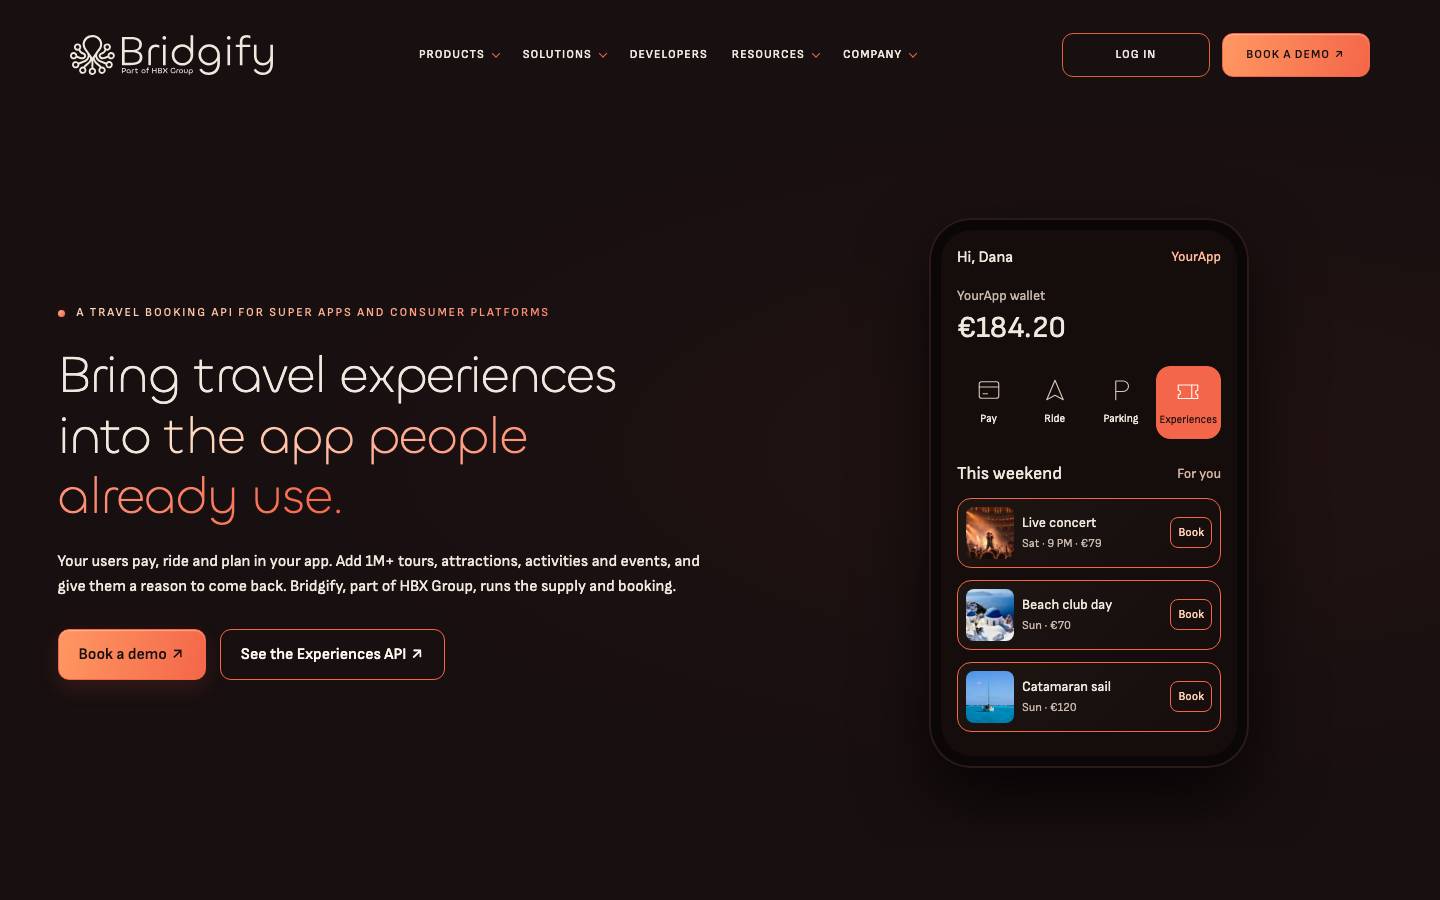 Bridgify
Part of HBX Group
PRODUCTS
SOLUTIONS
DEVELOPERS
RESOURCES
COMPANY
LOG IN
BOOK A DEMO
A TRAVEL BOOKING API FOR SUPER APPS AND CONSUMER PLATFORMS
Bring travel experiences
into the app people
already use.
Your users pay, ride and plan in your app. Add 1M+ tours, attractions, activities and events, and
give them a reason to come back. Bridgify, part of HBX Group, runs the supply and booking.
Book a demo
See the Experiences API
Hi, Dana
YourApp
YourApp wallet
€184.20
Pay
Ride
Parking
Experiences
This weekend
For you
Live concert
Sat · 9 PM · €79
Book
Beach club day
Sun · €70
Book
Catamaran sail
Sun · €120
Book